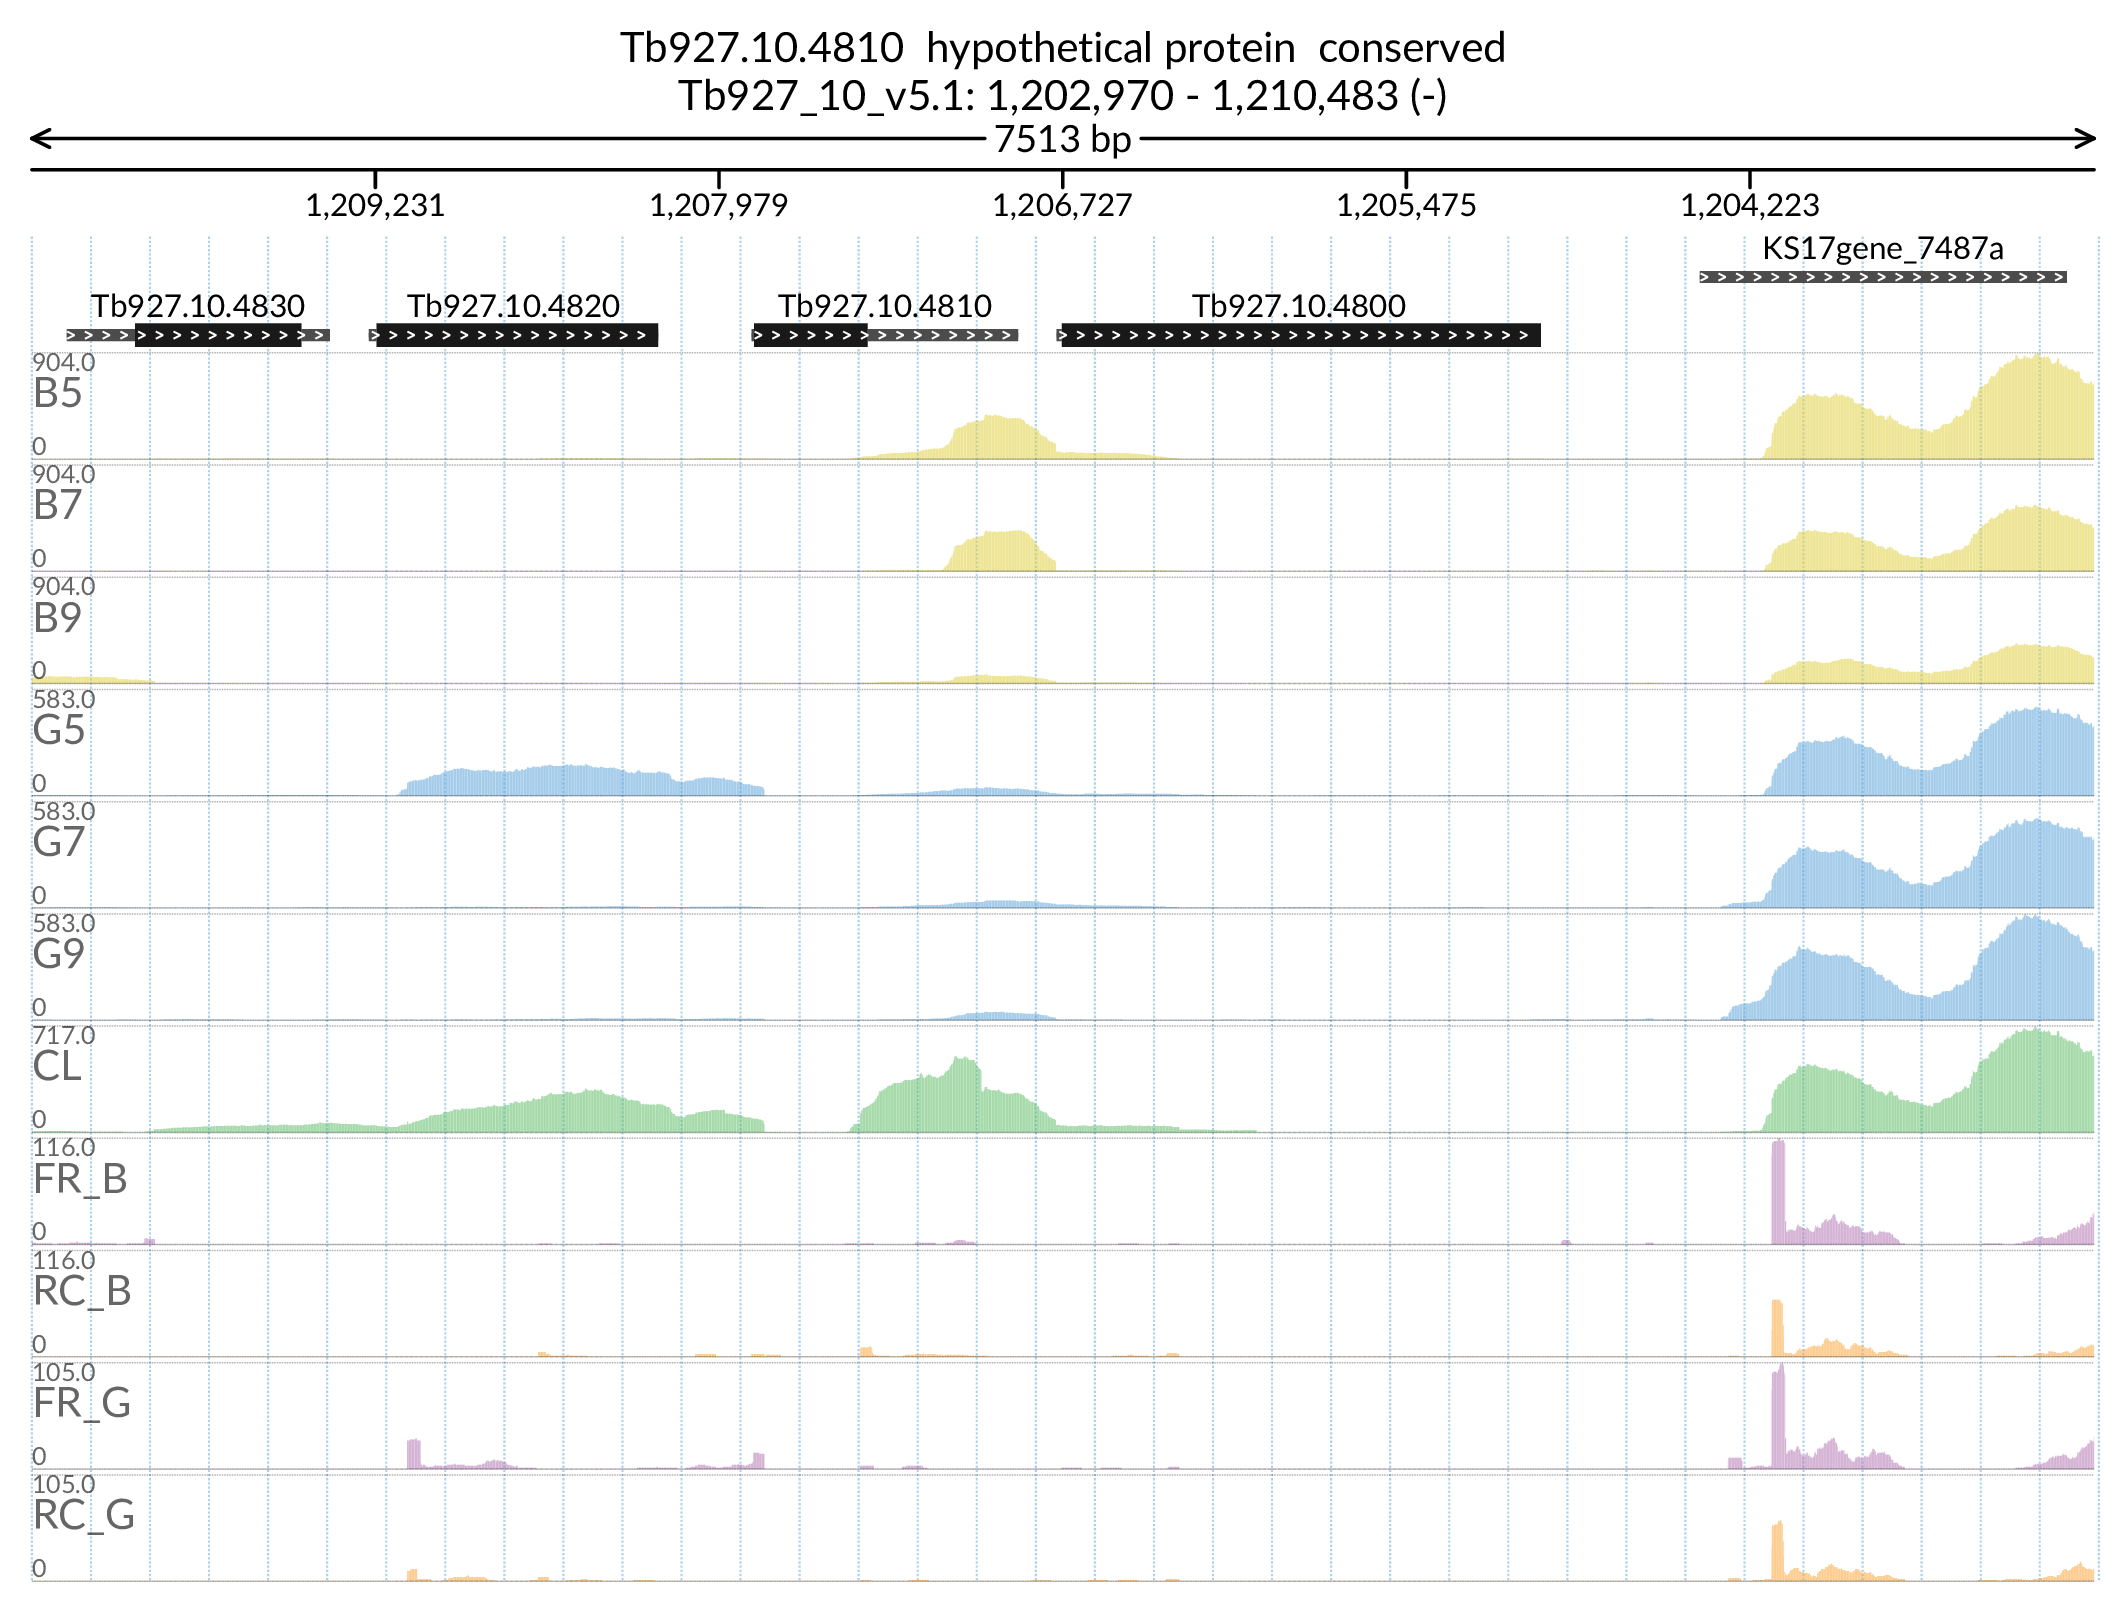 Tb927.10.4810  hypothetical protein  conserved
Tb927_10_v5.1: 1,202,970 - 1,210,483 (-)
7513 bp
1,209,231 1,207,979 1,206,727 1,205,475 1,204,223
KS17gene_7487a
Tb927.10.4830 Tb927.10.4820 Tb927.10.4810 Tb927.10.4800
904.0
B5
0
904.0
B7
0
904.0
B9
0
583.0
G5
0
583.0
G7
0
583.0
G9
0
717.0
CL
0
116.0
FR_B
0
116.0
RC_B
0
105.0
FR_G
0
105.0
RC_G
0